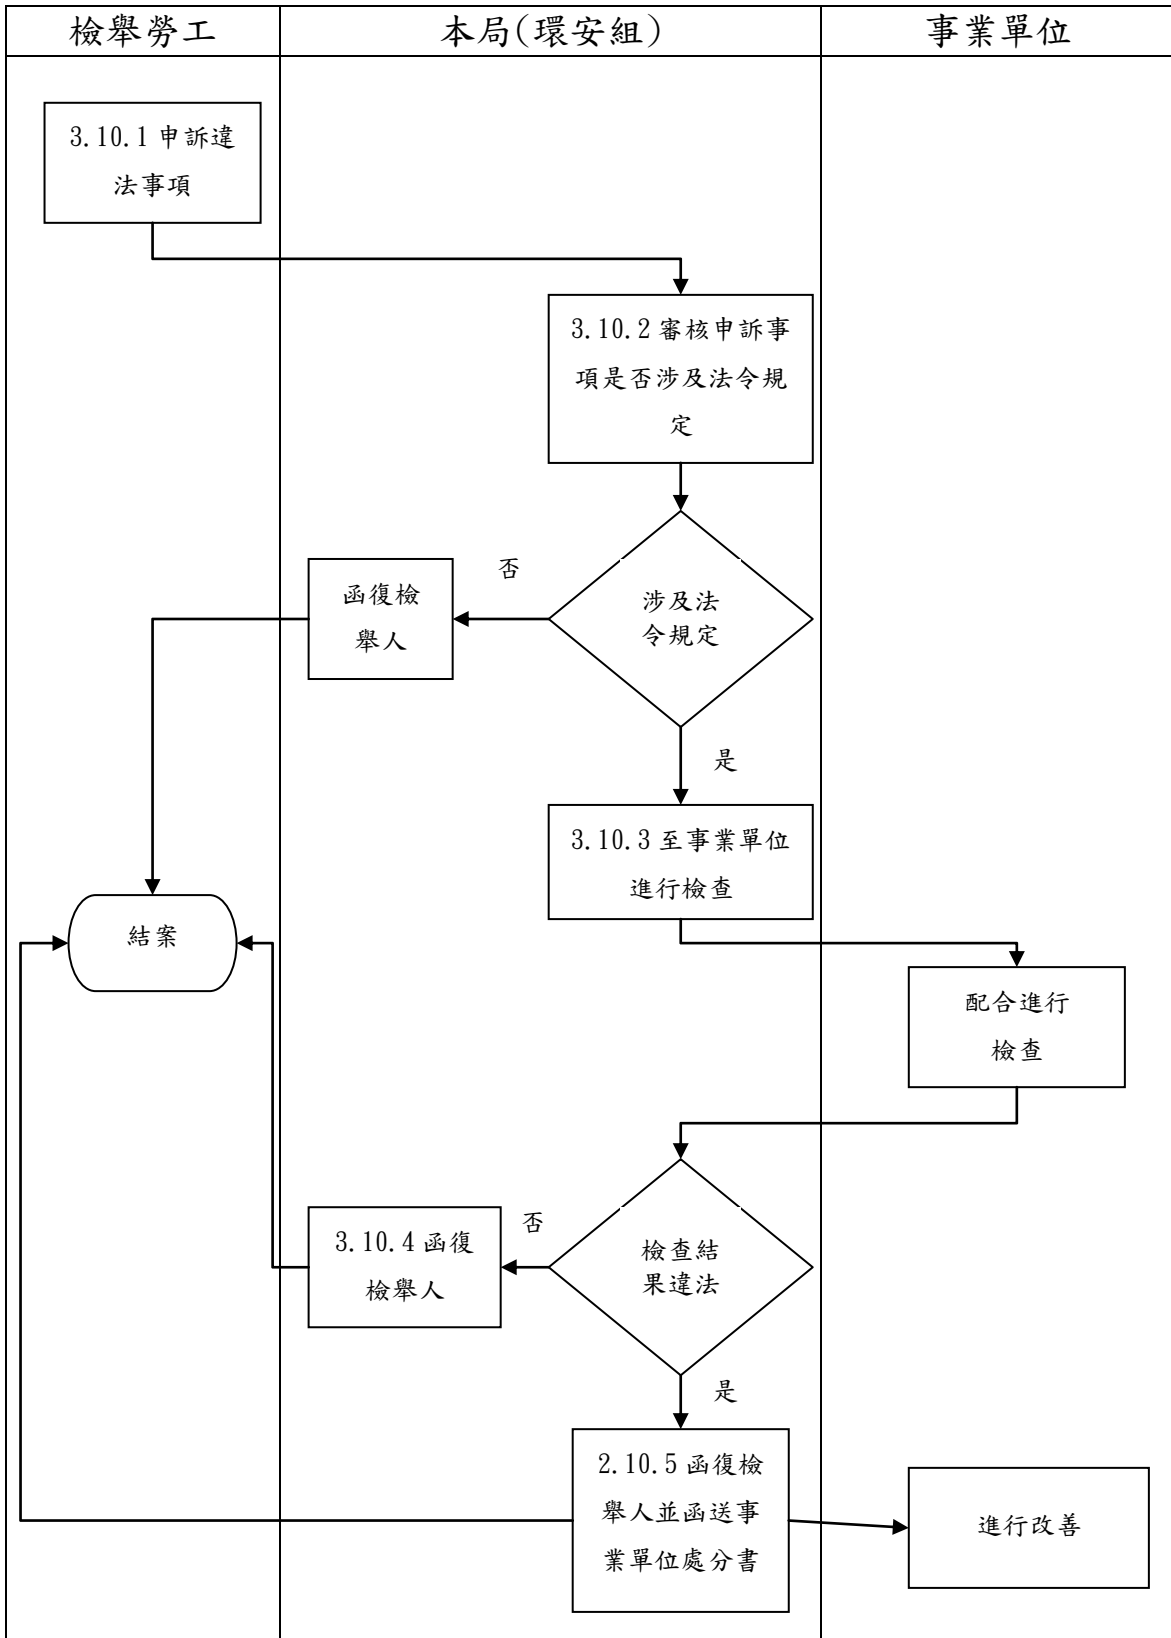 檢舉勞工
本局(環安組)
事業單位
3.10.1 申訴違
法事項
3.10.2 審核申訴事
項是否涉及法令規
定
涉及法
令規定
否
函復檢
舉人
是
3.10.3 至事業單位
進行檢查
結案
配合進行
檢查
檢查結
果違法
否
3.10.4 函復
檢舉人
是
2.10.5 函復檢
舉人並函送事
業單位處分書
進行改善